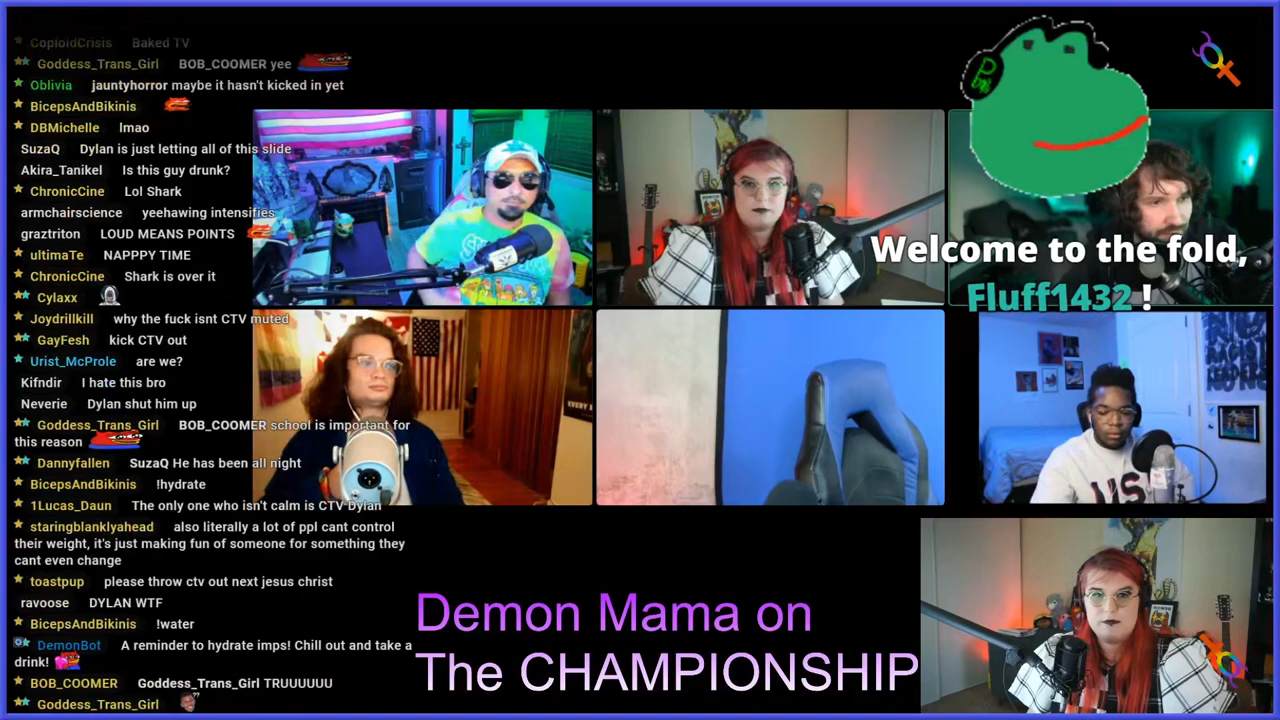 CopioidCrisis Baked TV
Goddess_Trans_Girl BOB_COOMER yee
Oblivia jauntyhorror maybe it hasn't kicked in yet
BicepsAndBikinis
DBMichelle lmao
SuzaQ Dylan is just letting all of this slide
Akira_Tanikel Is this guy drunk?
ChronicCine Lol Shark
armchairscience yeehawing intensifies
graztriton LOUD MEANS POINTS
ultimaTe NAPPPY TIME
ChronicCine Shark is over it
Cylaxx
Joydrillkill why the fuck isnt CTV muted
GayFesh kick CTV out
Urist_McProle are we?
Kifndir I hate this bro
Neverie Dylan shut him up
Goddess_Trans_Girl BOB_COOMER school is important for
this reason
Dannyfallen SuzaQ He has been all night
BicepsAndBikinis !hydrate
1Lucas_Daun The only one who isn't calm is CTV Dylan
staringblanklyahead also literally a lot of ppl cant control
their weight, it's just making fun of someone for something they
cant even change
toastpup please throw ctv out next jesus christ
ravoose DYLAN WTF
BicepsAndBikinis !water
DemonBot A reminder to hydrate imps! Chill out and take a
drink!
BOB_COOMER Goddess_Trans_Girl TRUUUUUU
Goddess_Trans_Girl
Welcome to the fold,
Fluff1432 !
Demon Mama on
The CHAMPIONSHIP